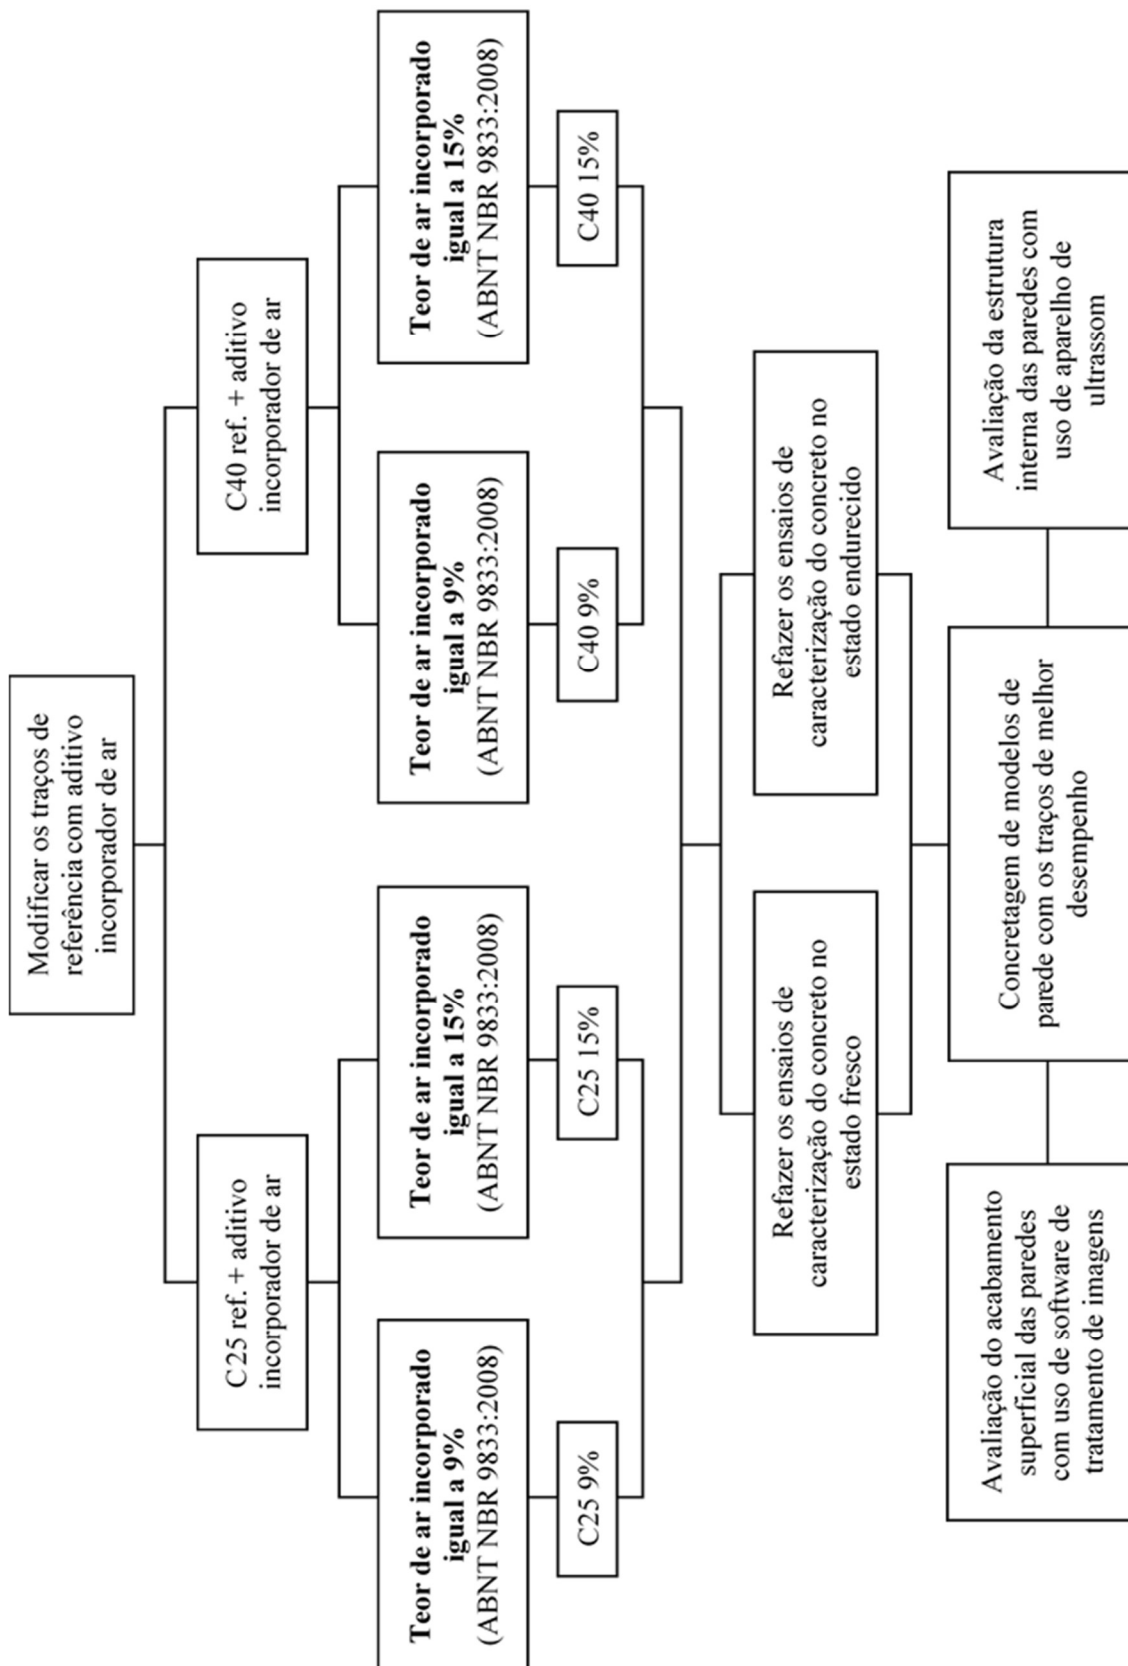 Modificar os traços de
referência com aditivo
incorporador de ar
C25 ref. + aditivo
incorporador de ar
C40 ref. + aditivo
incorporador de ar
Teor de ar incorporado
igual a 9%
(ABNT NBR 9833:2008)
Teor de ar incorporado
igual a 15%
(ABNT NBR 9833:2008)
Teor de ar incorporado
igual a 9%
(ABNT NBR 9833:2008)
Teor de ar incorporado
igual a 15%
(ABNT NBR 9833:2008)
C25 9%
C25 15%
C40 9%
C40 15%
Refazer os ensaios de
caracterização do concreto no
estado fresco
Refazer os ensaios de
caracterização do concreto no
estado endurecido
Avaliação do acabamento
superficial das paredes
com uso de software de
tratamento de imagens
Concretagem de modelos de
parede com os traços de melhor
desempenho
Avaliação da estrutura
interna das paredes com
uso de aparelho de
ultrassom